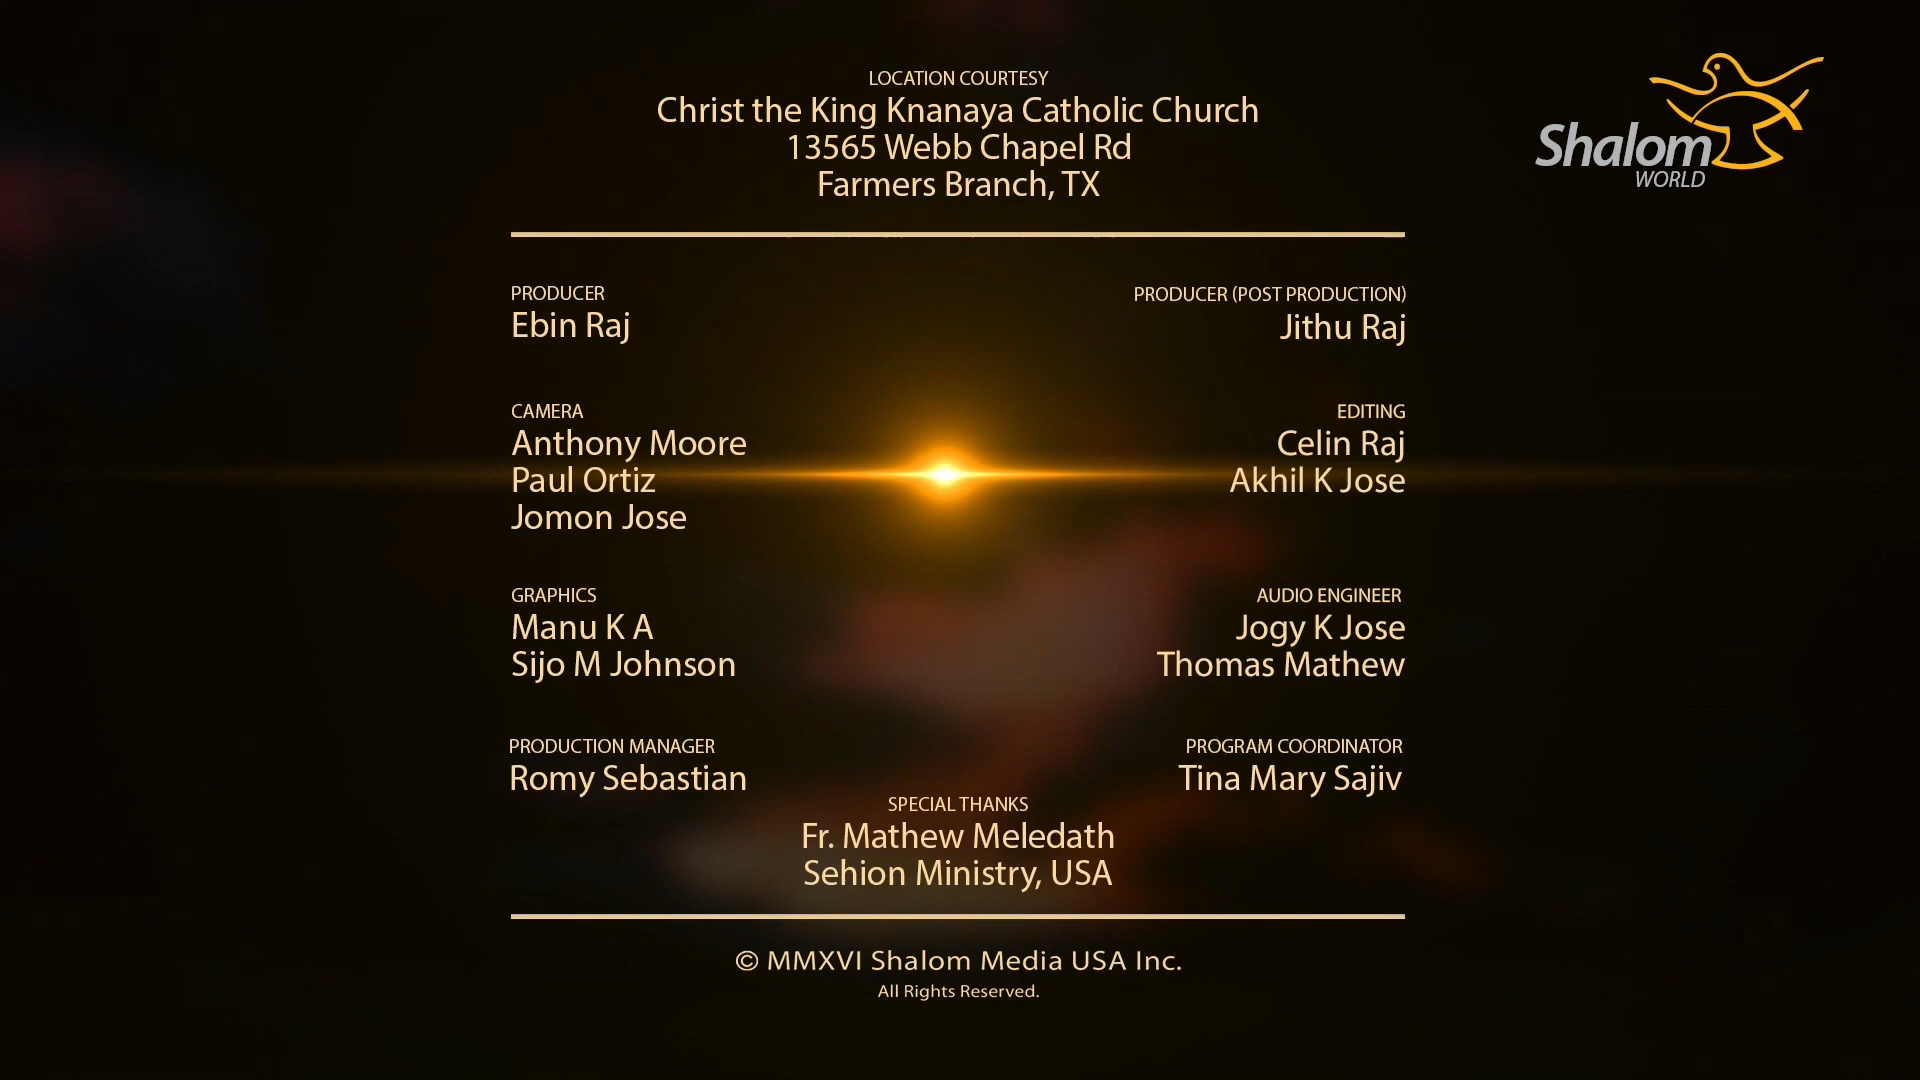 LOCATION COURTESY
Christ the King Knanaya Catholic Church
13565 Webb Chapel Rd
Farmers Branch, TX
Shalom
WORLD
PRODUCER
Ebin Raj
PRODUCER (POST PRODUCTION)
Jithu Raj
CAMERA
Anthony Moore
Paul Ortiz
Jomon Jose
EDITING
Celin Raj
Akhil K Jose
GRAPHICS
Manu K A
Sijo M Johnson
AUDIO ENGINEER
Jogy K Jose
Thomas Mathew
PRODUCTION MANAGER
Romy Sebastian
PROGRAM COORDINATOR
Tina Mary Sajiv
SPECIAL THANKS
Fr. Mathew Meledath
Sehion Ministry, USA
© MMXVI Shalom Media USA Inc.
All Rights Reserved.